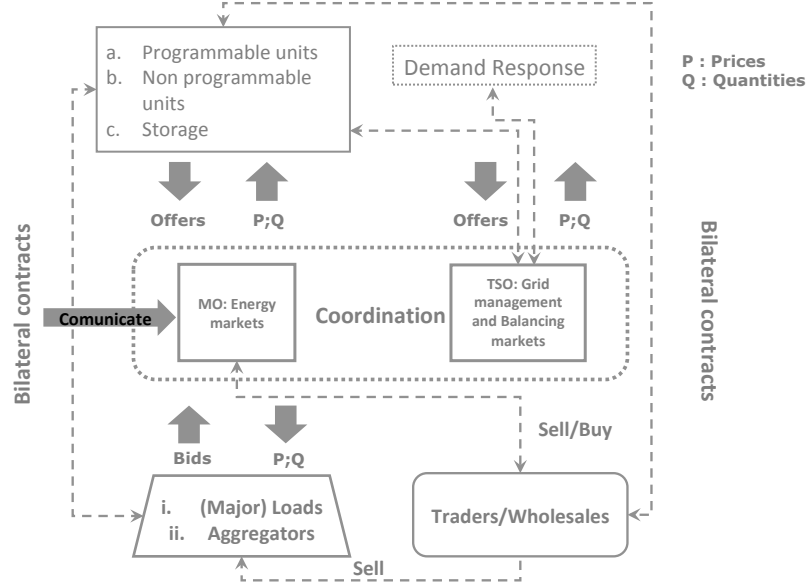 a. Programmable units
b. Non programmable
units
c. Storage
Demand Response
P : Prices
Q : Quantities
Offers
P;Q
Offers
P;Q
Bilateral contracts
Bilateral contracts
Comunicate
MO: Energy
markets
Coordination
TSO: Grid
management
and Balancing
markets
Bids
P;Q
Sell/Buy
i. (Major) Loads
ii. Aggregators
Traders/Wholesales
Sell